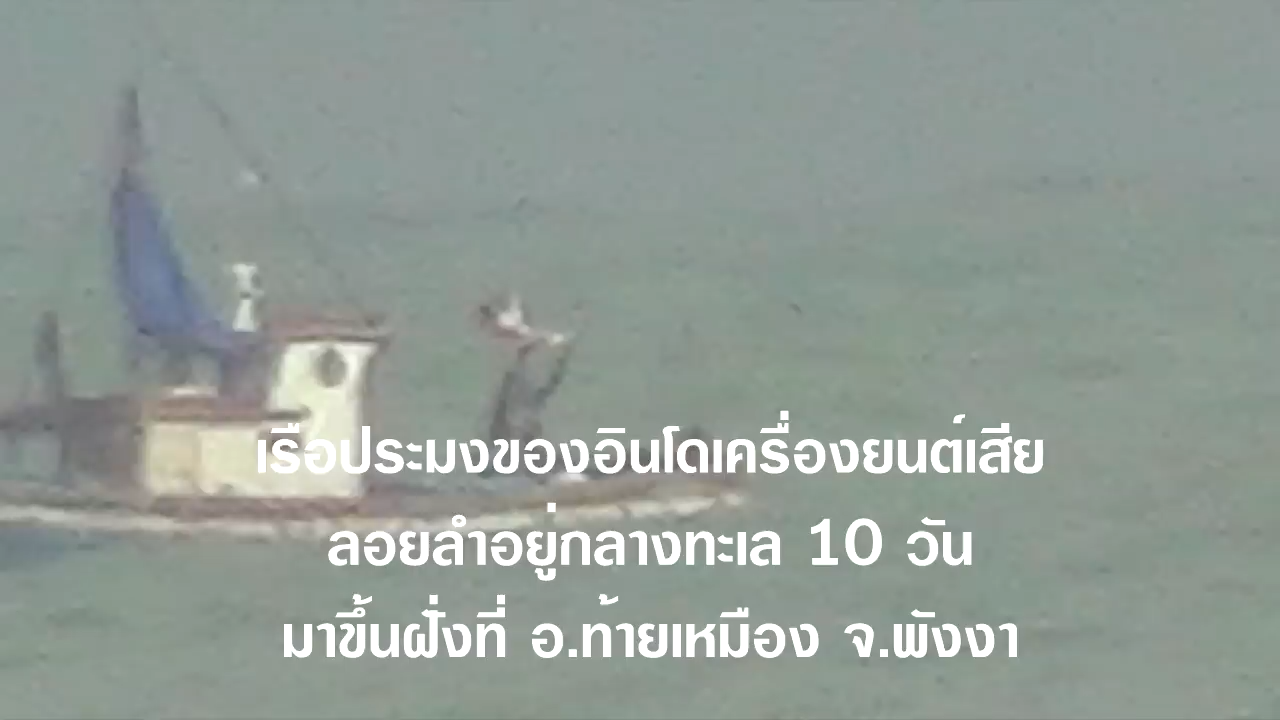 เรือประมงของอินโดเครื่องยนต์เสีย
ลอยลำอยู่กลางทะเล 10 วัน
มาขึ้นฝั่งที่ อ.ท้ายเหมือง จ.พังงา